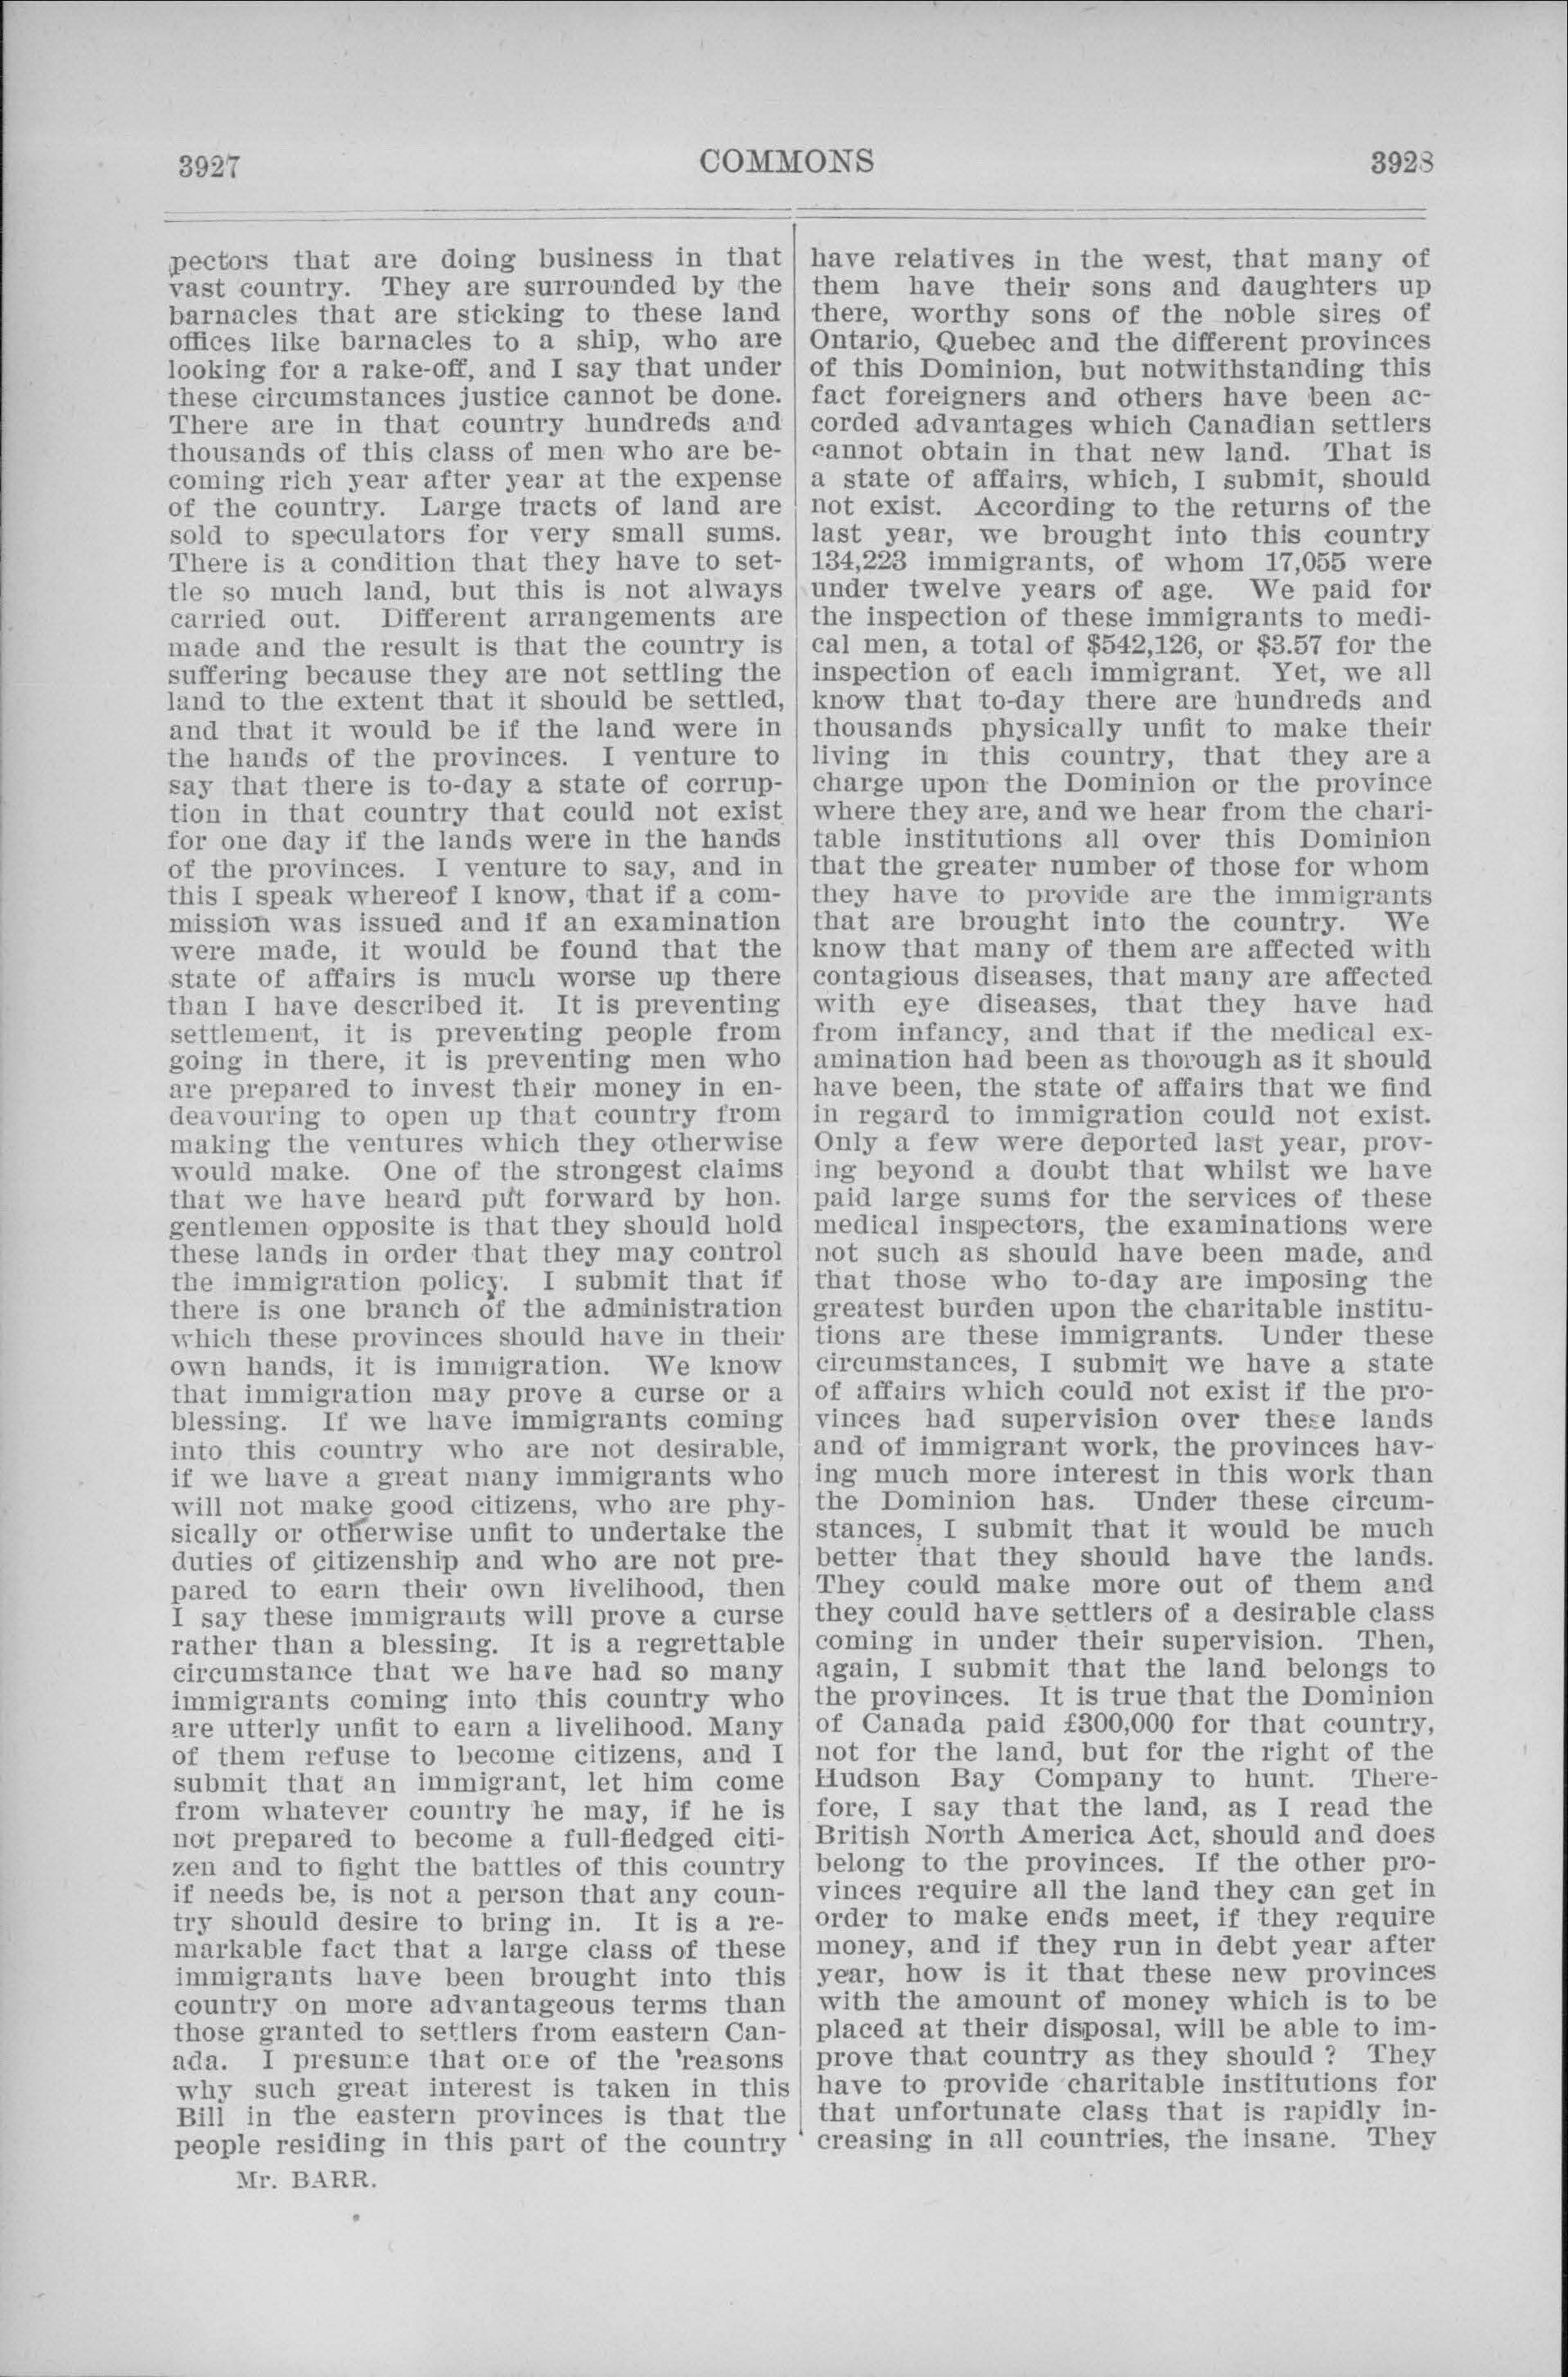 3927
COMMONS
3928
pectors that are doing business in that
vast country. They are surrounded by the
barnacles that are sticking to these land
offices like barnacles to a ship, who are
looking for a rake-off, and I say that under
these circumstances justice cannot be done.
There are in that country hundreds and
thousands of this class of men who are be-
coming rich year after year at the expense
of the country. Large tracts of land are
sold to speculators for very small sums.
There is a condition that they have to set-
tle so much land, but this is not always
carried out. Different arrangements are
made and the result is that the country is
suffering because they are not settling the
land to the extent that it should be settled,
and that it would be if the land were in
the hands of the provinces. I venture to
say that there is to-day a state of corrup-
tion in that country that could not exist
for one day if the lands were in the hands
of the provinces. I venture to say, and in
this I speak whereof I know, that if a com-
mission was issued and if an examination
were made, it would be found that the
state of affairs is much worse up there
than I have described it. It is preventing
settlement, it is preventing people from
going in there, it is preventing men who
are prepared to invest their money in en-
deavouring to open up that country from
making the ventures which they otherwise
would make. One of the strongest claims
that we have heard put forward by hon.
gentlemen opposite is that they should hold
these lands in order that they may control
the immigration policy. I submit that if
there is one branch of the administration
which these provinces should have in their
own hands, it is immigration. We know
that immigration may prove a curse or a
blessing. If we have immigrants coming
into this country who are not desirable,
if we have a great many immigrants who
will not make good citizens, who are phy-
sically or otherwise unfit to undertake the
duties of citizenship and who are not pre-
pared to earn their own livelihood, then
I say these immigrants will prove a curse
rather than a blessing. It is a regrettable
circumstance that we have had so many
immigrants coming into this country who
are utterly unfit to earn a livelihood. Many
of them refuse to become citizens, and I
submit that an immigrant, let him come
from whatever country he may, if he is
not prepared to become a full-fledged citi-
zen and to fight the battles of this country
if needs be, is not a person that any coun-
try should desire to bring in. It is a re-
markable fact that a large class of these
immigrants have been brought into this
country on more advantageous terms than
those granted to settlers from eastern Can-
ada. I presume that one of the 'reasons
why such great interest is taken in this
Bill in the eastern provinces is that the
people residing in this part of the country
Mr. BARR.
have relatives in the west, that many of
them have their sons and daughters up
there, worthy sons of the noble sires of
Ontario, Quebec and the different provinces
of this Dominion, but notwithstanding this
fact foreigners and others have been ac-
corded advantages which Canadian settlers
cannot obtain in that new land. That is
a state of affairs, which, I submit, should
not exist. According to the returns of the
last year, we brought into this country
134,223 immigrants, of whom 17,055 were
under twelve years of age. We paid for
the inspection of these immigrants to medi-
cal men, a total of $542,126, or $3.57 for the
inspection of each immigrant. Yet, we all
know that to-day there are hundreds and
thousands physically unfit to make their
living in this country, that they are a
charge upon the Dominion or the province
where they are, and we hear from the chari-
table institutions all over this Dominion
that the greater number of those for whom
they have to provide are the immigrants
that are brought into the country. We
know that many of them are affected with
contagious diseases, that many are affected
with eye diseases, that they have had
from infancy, and that if the medical ex-
amination had been as thorough as it should
have been, the state of affairs that we find
in regard to immigration could not exist.
Only a few were deported last year, prov-
ing beyond a doubt that whilst we have
paid large sums for the services of these
medical inspectors, the examinations were
not such as should have been made, and
that those who to-day are imposing the
greatest burden upon the charitable institu-
tions are these immigrants. Under these
circumstances, I submit we have a state
of affairs which could not exist if the pro-
vinces had supervision over these lands
and of immigrant work, the provinces hav-
ing much more interest in this work than
the Dominion has. Under these circum-
stances, I submit that it would be much
better that they should have the lands.
They could make more out of them and
they could have settlers of a desirable class
coming in under their supervision. Then,
again, I submit that the land belongs to
the provinces. It is true that the Dominion
of Canada paid £300,000 for that country,
not for the land, but for the right of the
Hudson Bay Company to hunt. There-
fore, I say that the land, as I read the
British North America Act, should and does
belong to the provinces. If the other pro-
vinces require all the land they can get in
order to make ends meet, if they require
money, and if they run in debt year after
year, how is it that these new provinces
with the amount of money which is to be
placed at their disposal, will be able to im-
prove that country as they should ? They
have to provide charitable institutions for
that unfortunate class that is rapidly in-
creasing in all countries, the insane. They